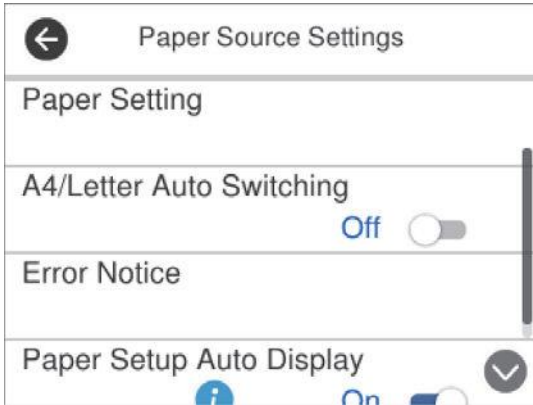 Paper Source Settings
Paper Setting
A4/Letter Auto Switching
Off
Error Notice
Paper Setup Auto Display
i On